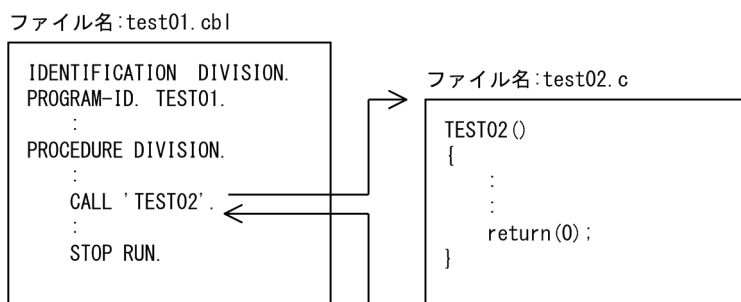 ファイル名:test01.cbl
IDENTIFICATION  DIVISION.
PROGRAM-ID. TEST01.
:
PROCEDURE DIVISION.
:
CALL 'TEST02'.
:
STOP RUN.
ファイル名:test02.c
TEST02()
{
:
:
return(0);
}